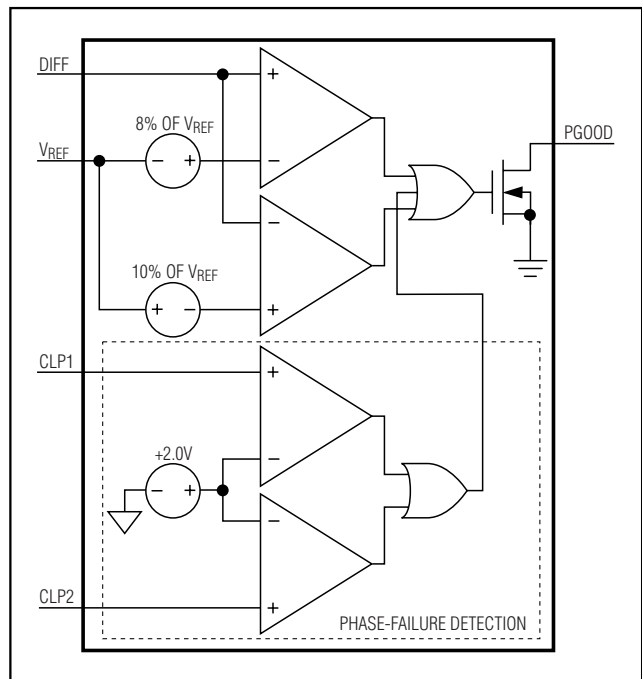 DIFF
8% OF VREF
VREF
PGOOD
+
−
− +
−
10% OF VREF
+ −
+
CLP1
+
+2.0V
−
− +
−
CLP2
+
PHASE-FAILURE DETECTION